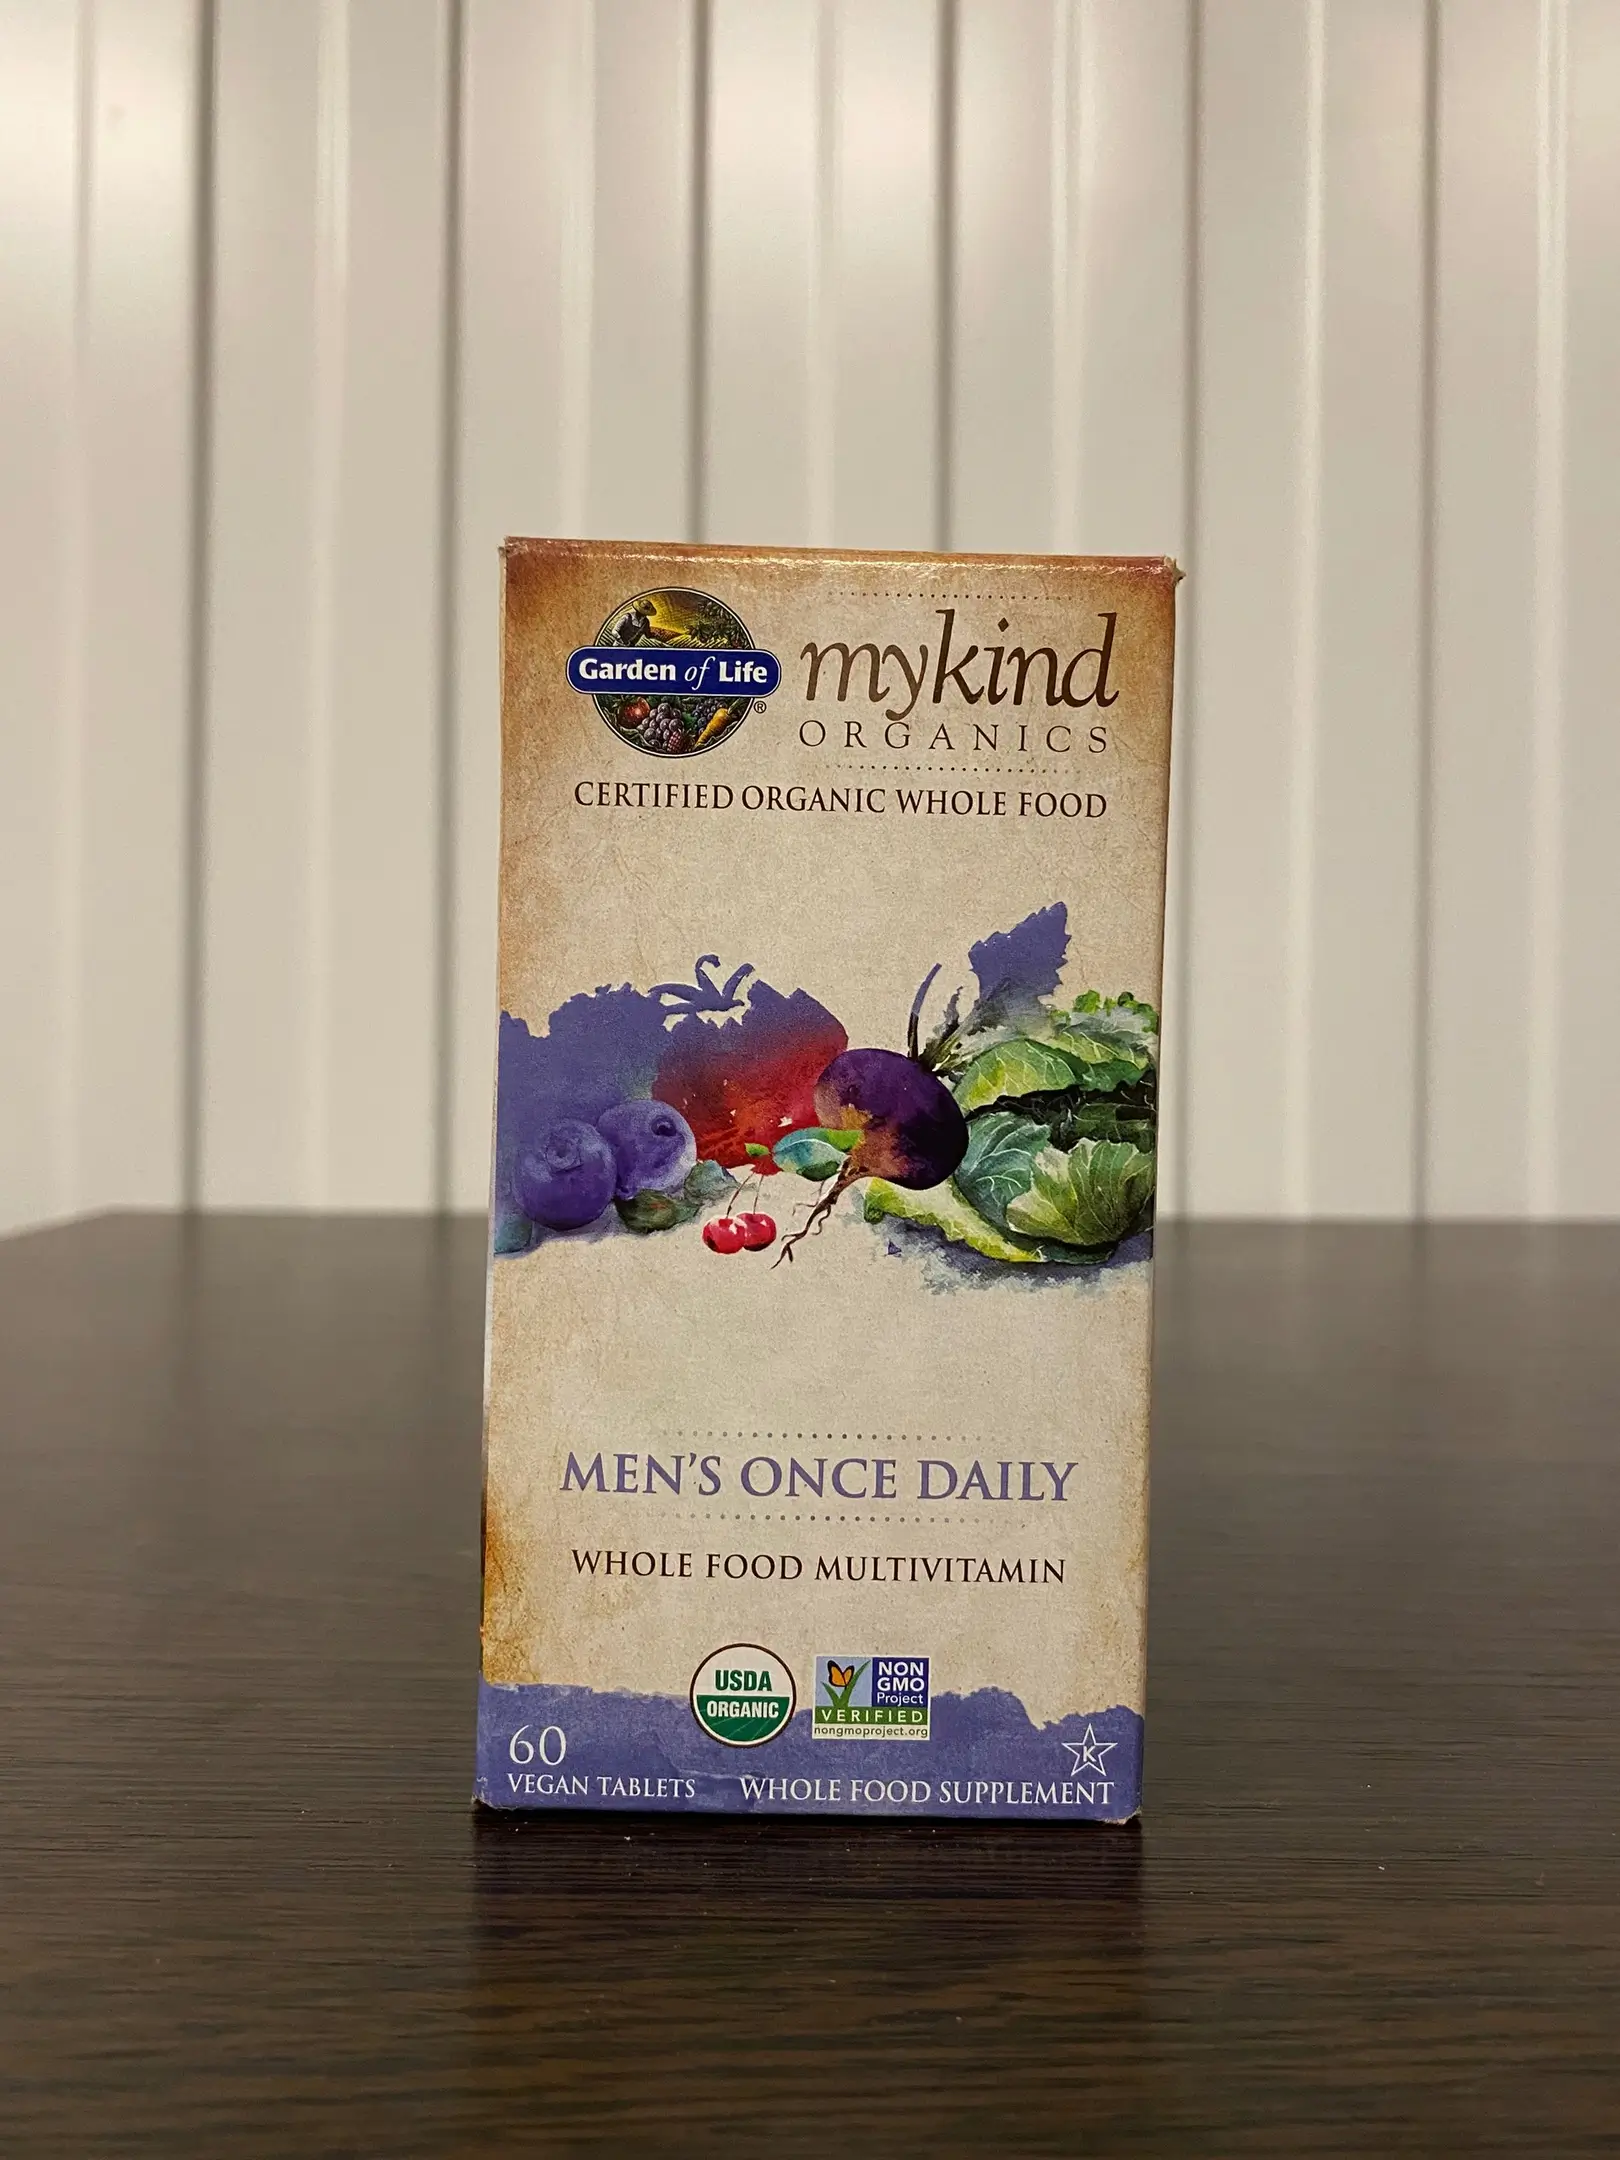 Garden of Life
®
mykind
ORGANICS
CERTIFIED ORGANIC WHOLE FOOD
MEN'S ONCE DAILY
WHOLE FOOD MULTIVITAMIN
USDA
ORGANIC
NON
GMO
Project
VERIFIED
nongmoproject.org
60
VEGAN TABLETS
K
WHOLE FOOD SUPPLEMENT